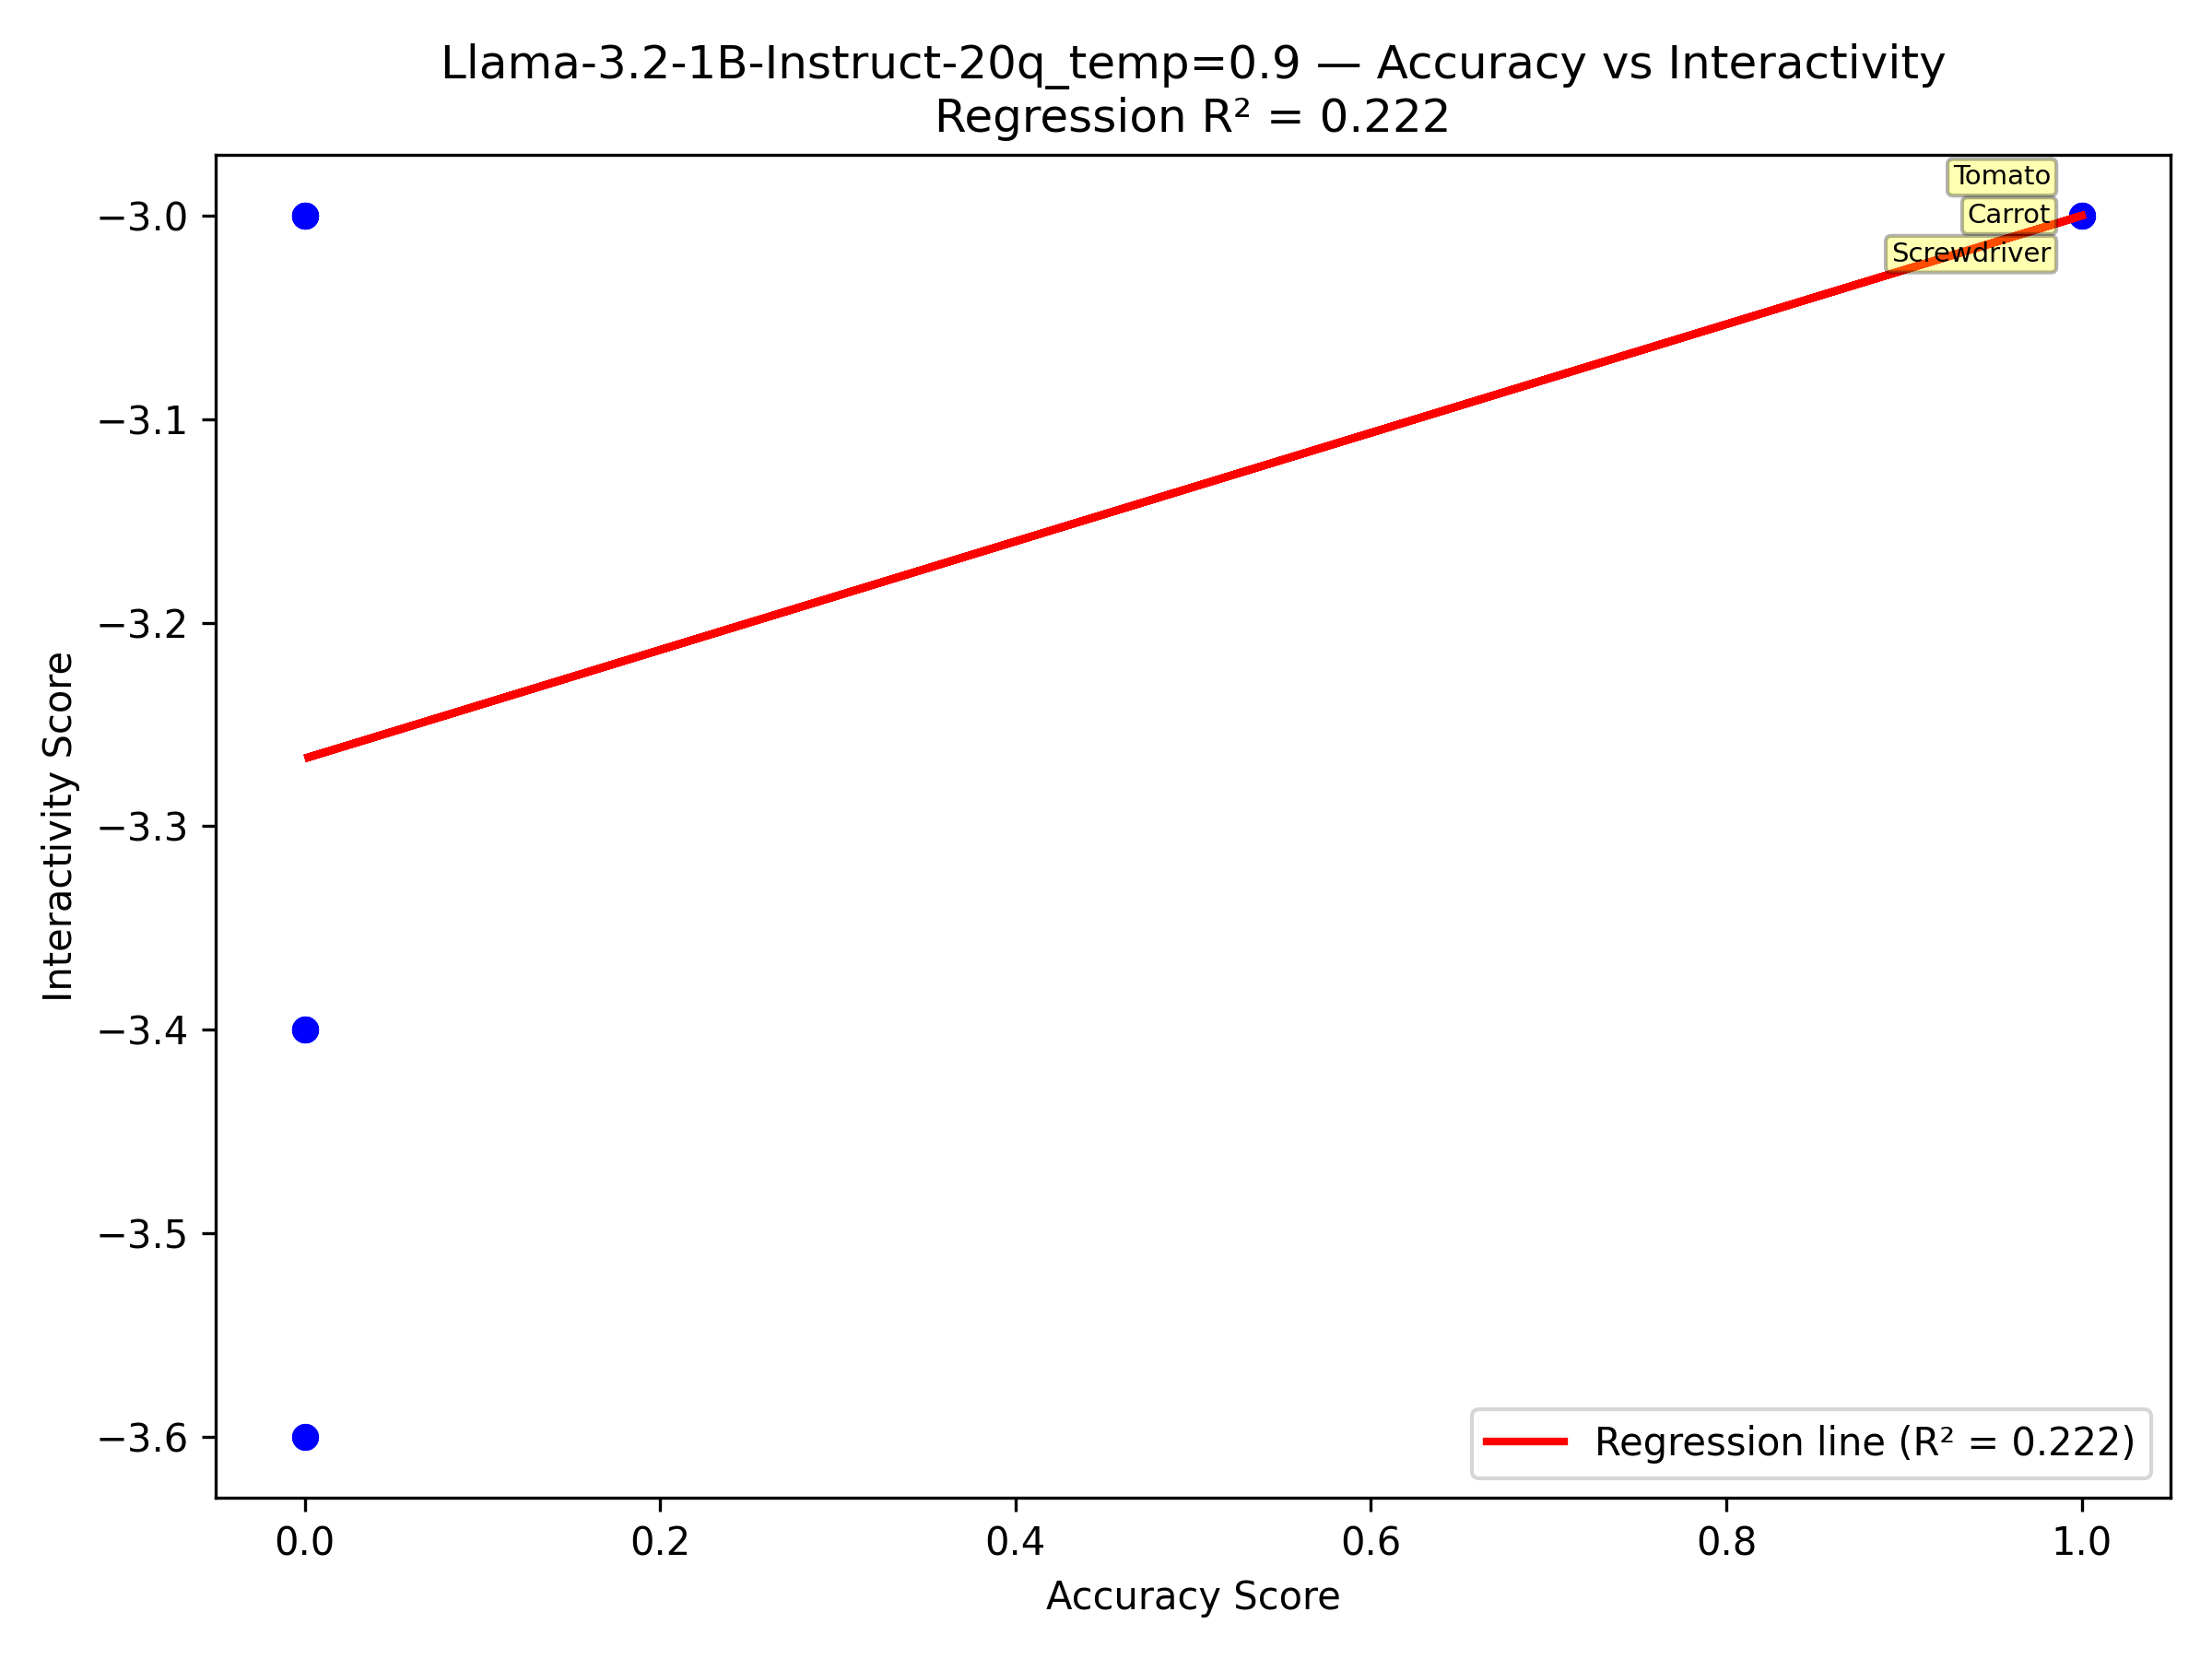 Llama-3.2-1B-Instruct-20q_temp=0.9 — Accuracy vs Interactivity
Regression R² = 0.222
Tomato
Carrot
Screwdriver
−3.0
−3.1
−3.2
−3.3
−3.4
−3.5
−3.6
Interactivity Score
Regression line (R² = 0.222)
0.0
0.2
0.4
0.6
0.8
1.0
Accuracy Score